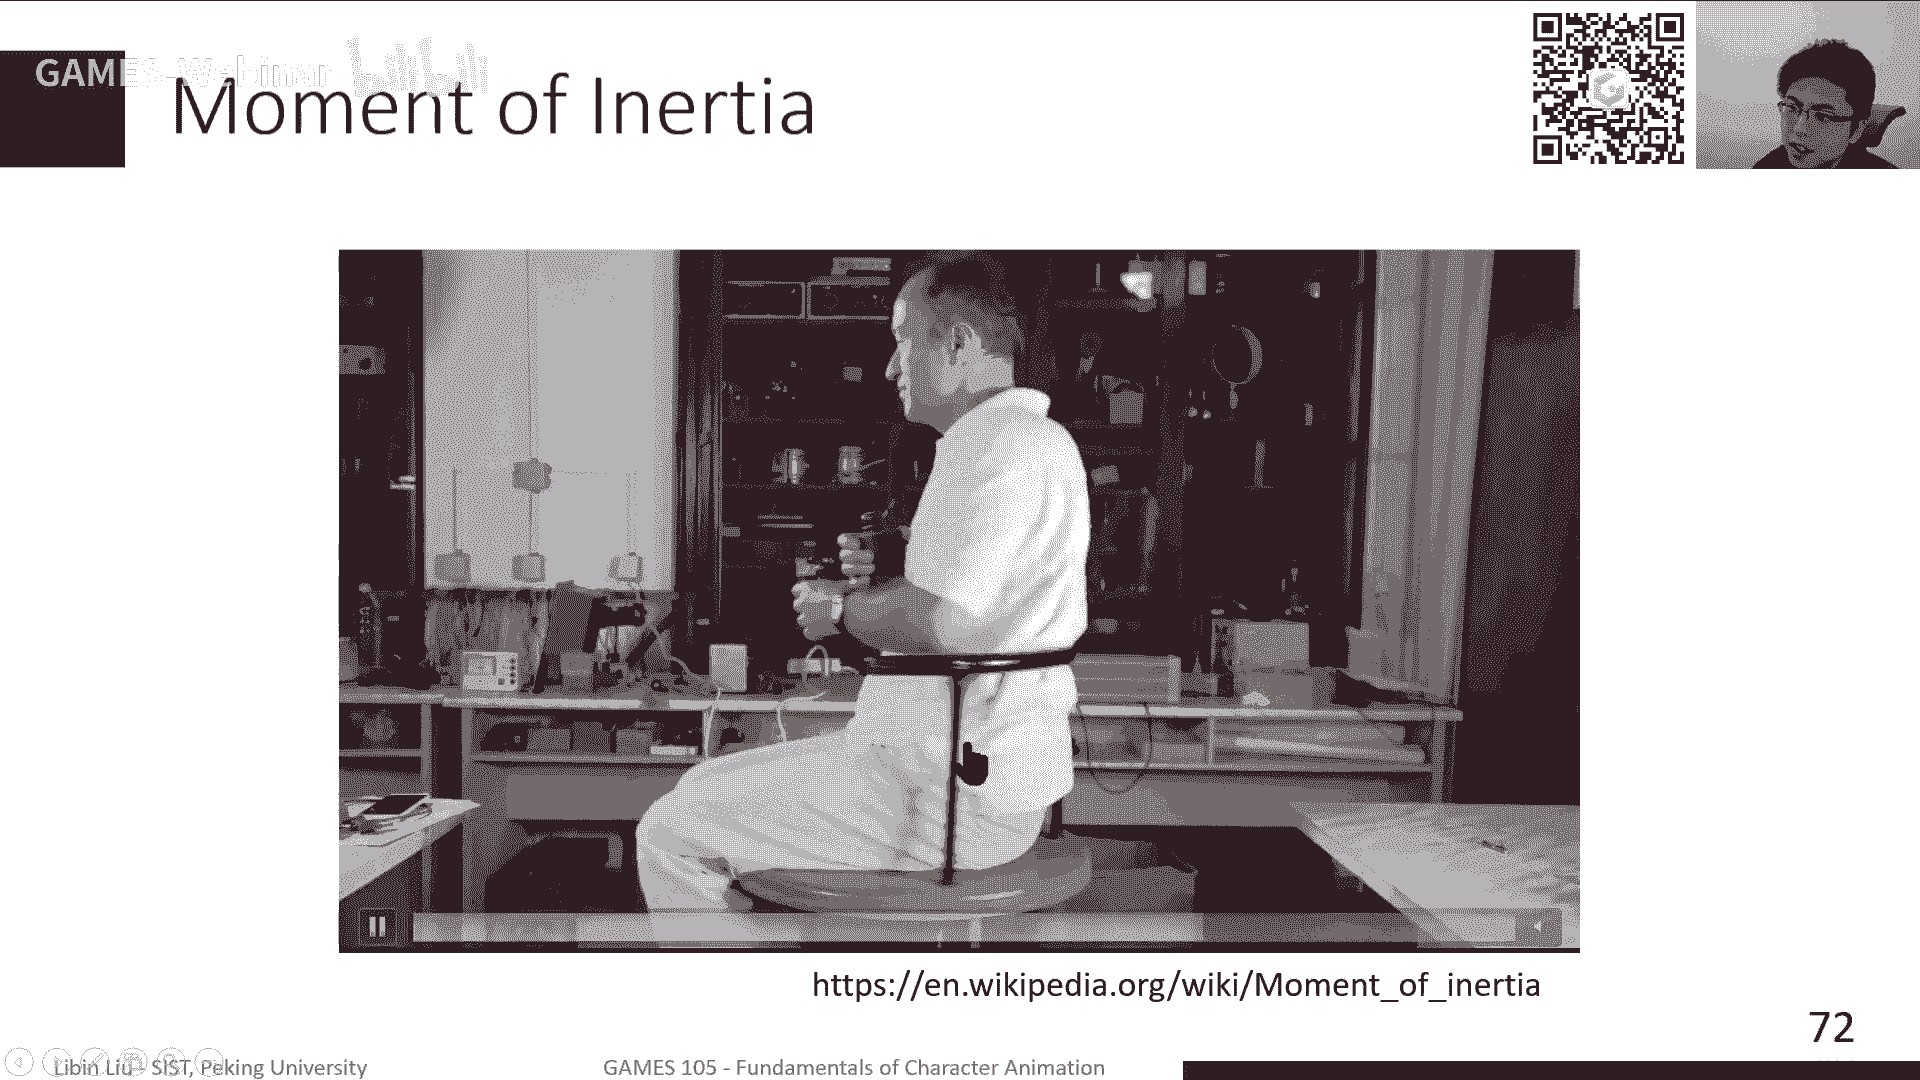 GAMES-Webinar bilibili
Moment of Inertia
https://en.wikipedia.org/wiki/Moment_of_inertia
72
Libin Liu - SIST, Peking University
GAMES 105 - Fundamentals of Character Animation